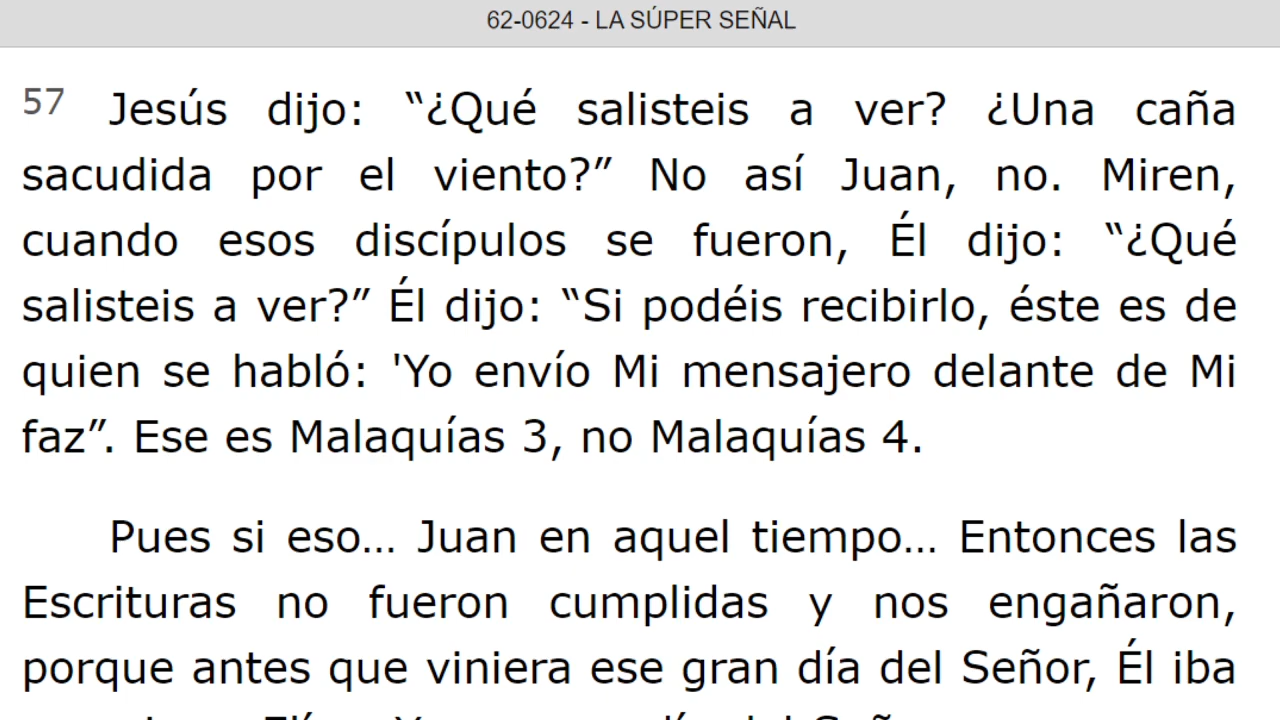 62-0624 - LA SÚPER SEÑAL
57 Jesús dijo: “¿Qué salisteis a ver? ¿Una caña
sacudida por el viento?” No así Juan, no. Miren,
cuando esos discípulos se fueron, Él dijo: “¿Qué
salisteis a ver?” Él dijo: “Si podéis recibirlo, éste es de
quien se habló: 'Yo envío Mi mensajero delante de Mi
faz”. Ese es Malaquías 3, no Malaquías 4.
Pues si eso… Juan en aquel tiempo… Entonces las
Escrituras no fueron cumplidas y nos engañaron,
porque antes que viniera ese gran día del Señor, Él iba